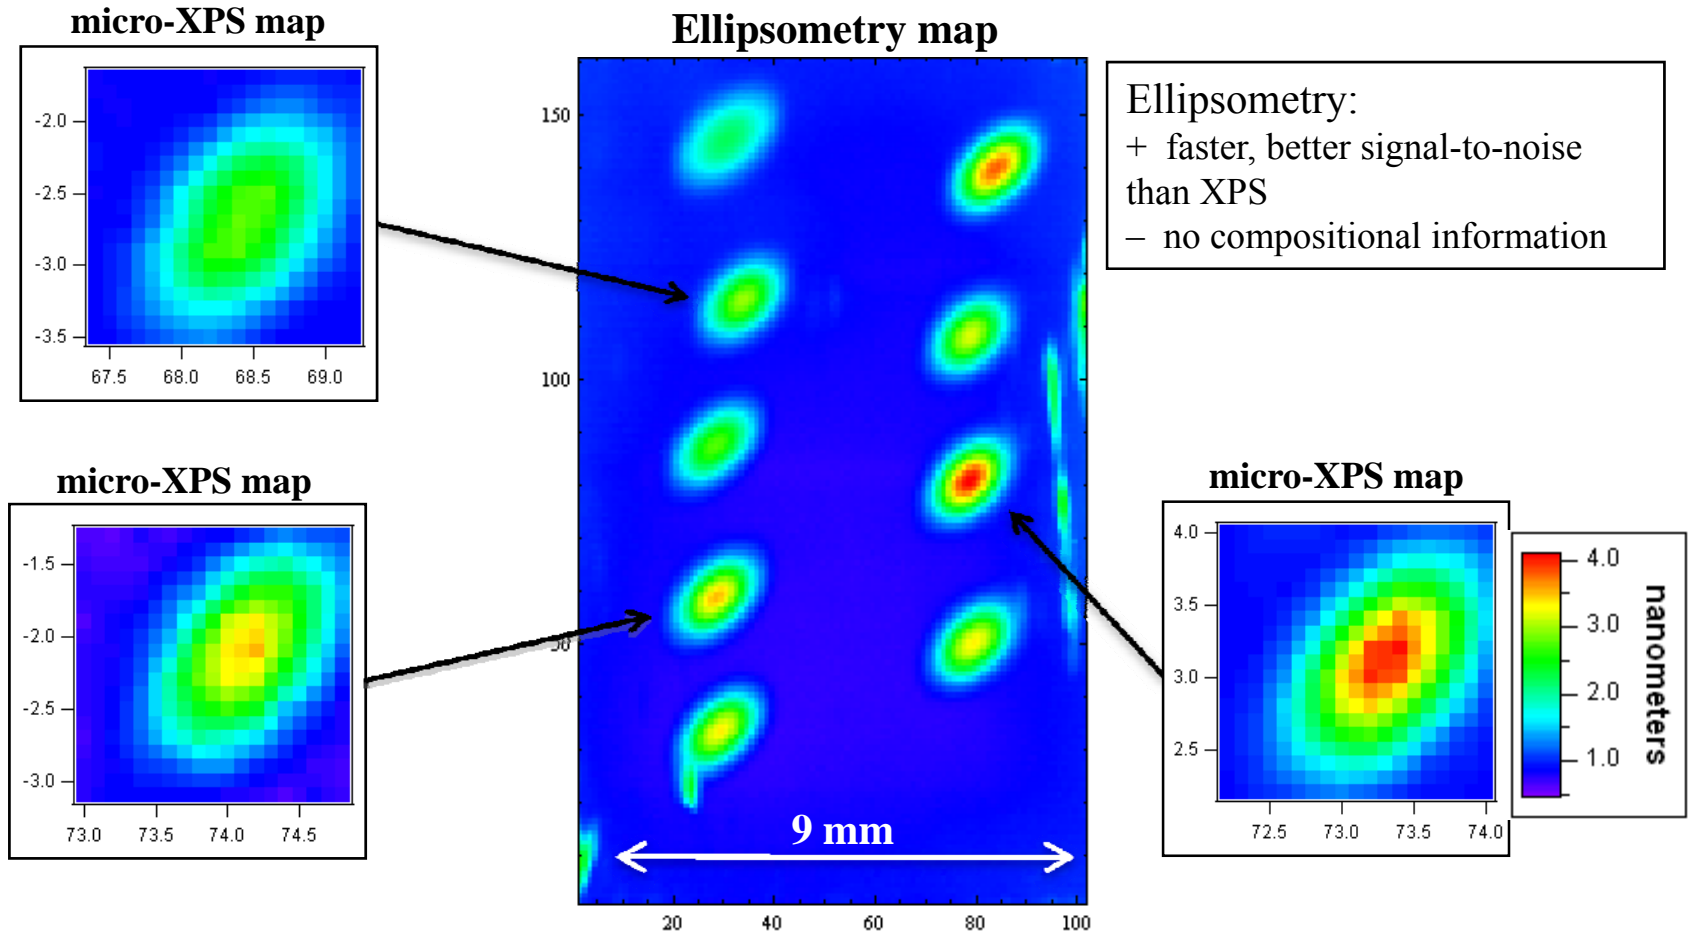 micro-XPS map
-2.0
-2.5
-3.0
-3.5
67.5 68.0 68.5 69.0
micro-XPS map
-1.5
-2.0
-2.5
-3.0
73.0 73.5 74.0 74.5
Ellipsometry map
150
100
50
9 mm
20 40 60 80 100
Ellipsometry:
+ faster, better signal-to-noise
than XPS
– no compositional information
micro-XPS map
4.0
3.5
3.0
2.5
72.5 73.0 73.5 74.0
4.0
3.0
2.0
1.0
nanometers